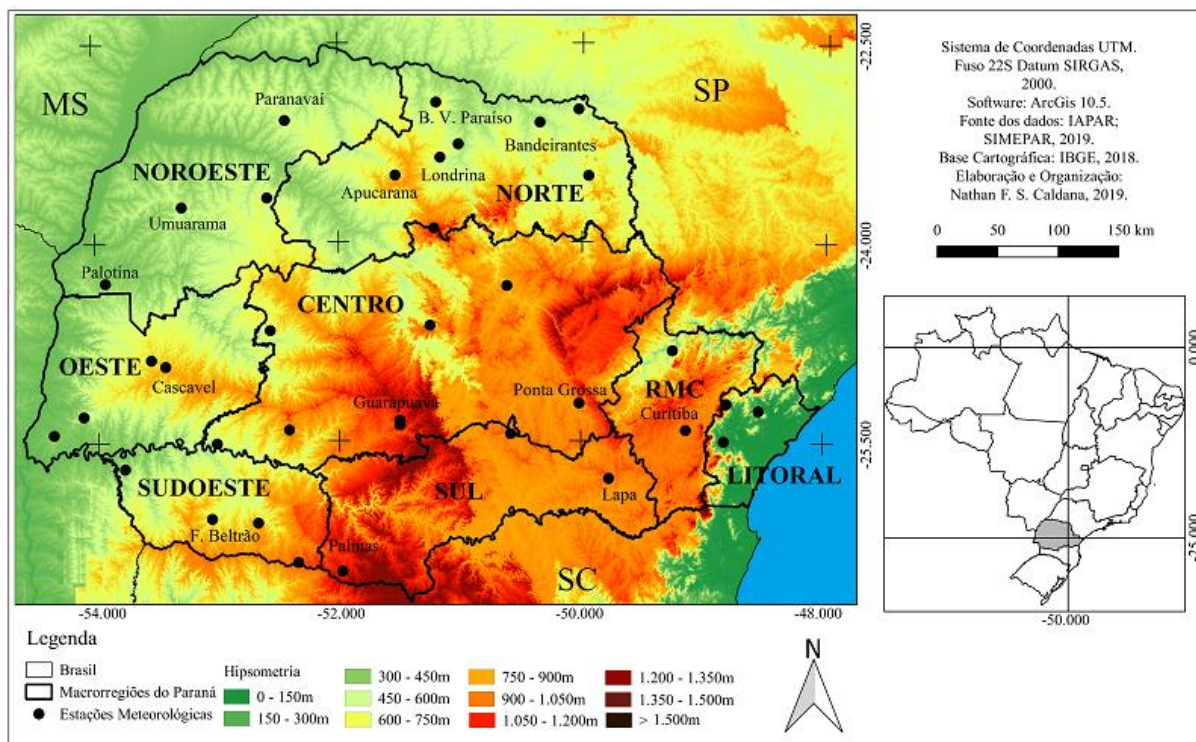 MS
SP
Paranavaí
B. V. Paraíso
Bandeirantes
NOROESTE
Londrina
Apucarana
NORTE
Umuarama
Palotina
CENTRO
OESTE
Cascavel
Ponta Grossa
RMC
Guarapuava
Curitiba
LITORAL
SUDOESTE
SUL
Lapa
F. Beltrão
Palmas
SC
-22.500
-24.000
-25.500
-54.000
-52.000
-50.000
-48.000
Sistema de Coordenadas UTM.
Fuso 22S Datum SIRGAS,
2000.
Software: ArcGis 10.5.
Fonte dos dados: IAPAR;
SIMEPAR, 2019.
Base Cartográfica: IBGE, 2018.
Elaboração e Organização:
Nathan F. S. Caldana, 2019.
0 50 100 150 km
0.000
-25.000
-50.000
Legenda
Brasil
Macrorregiões do Paraná
Estações Meteorológicas
Hipsometria
0 - 150m
150 - 300m
300 - 450m
450 - 600m
600 - 750m
750 - 900m
900 - 1.050m
1.050 - 1.200m
1.200 - 1.350m
1.350 - 1.500m
> 1.500m
N